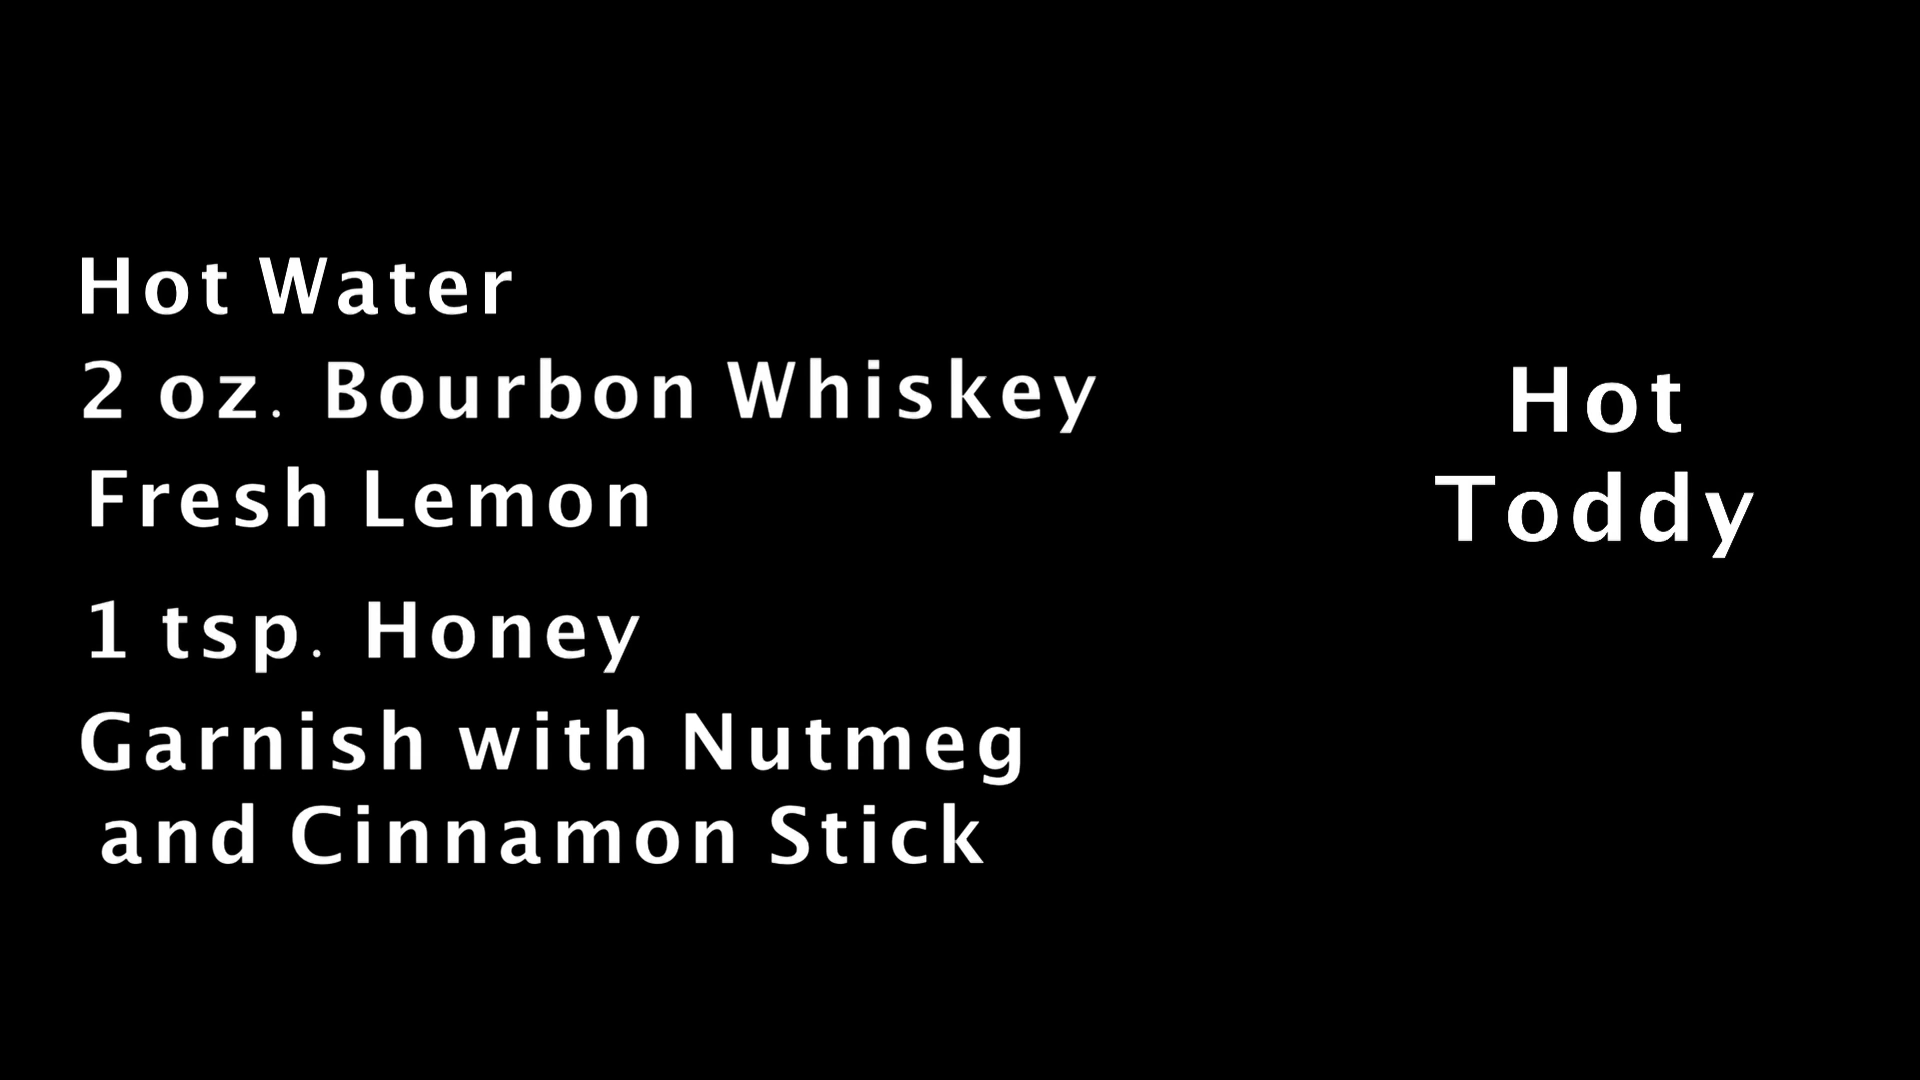 Hot Water
2 oz. Bourbon Whiskey
Fresh Lemon
1 tsp. Honey
Garnish with Nutmeg
and Cinnamon Stick
Hot
Toddy